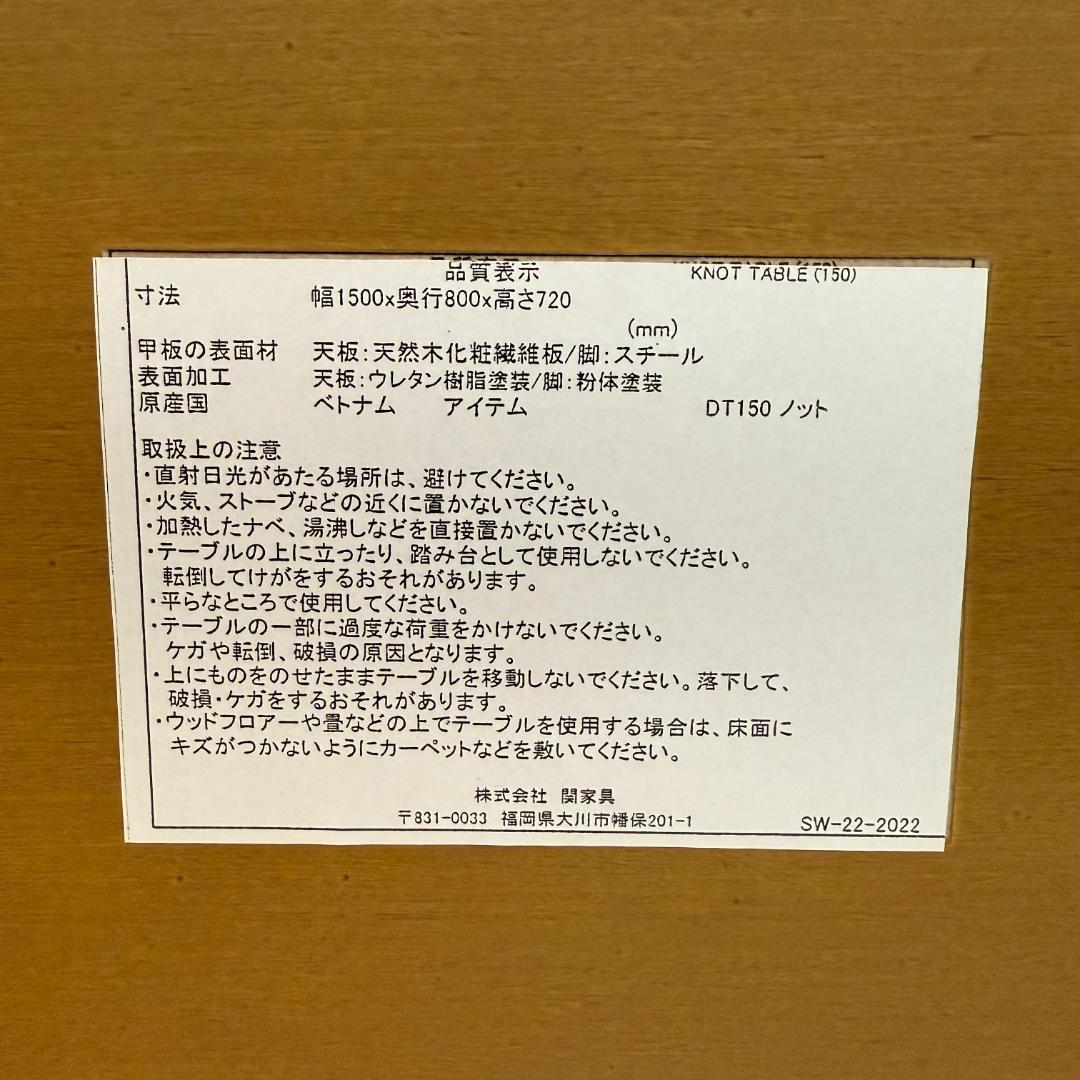 品質表示 KNOT TABLE (150)
寸法 幅1500x奥行800x高さ720
(mm)
甲板の表面材 天板:天然木化粧繊維板/脚:スチール
表面加工 天板:ウレタン樹脂塗装/脚:粉体塗装
原産国 ベトナム アイテム DT150 ノット
取扱上の注意
・直射日光があたる場所は、避けてください。
・火気、ストーブなどの近くに置かないでください。
・加熱したナベ、湯沸しなどを直接置かないでください。
・テーブルの上に立ったり、踏み台として使用しないでください。
転倒してけがをするおそれがあります。
・平らなところで使用してください。
・テーブルの一部に過度な荷重をかけないでください。
ケガや転倒、破損の原因となります。
・上にものをのせたままテーブルを移動しないでください。落下して、
破損・ケガをするおそれがあります。
・ウッドフロアーや畳などの上でテーブルを使用する場合は、床面に
キズがつかないようにカーペットなどを敷いてください。
株式会社 関家具
〒831-0033 福岡県大川市幡保201-1 SW-22-2022